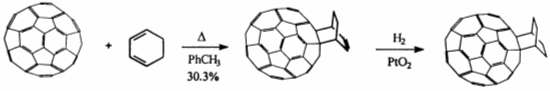 +
Δ
PhCH₃
30.3%
H₂
PtO₂